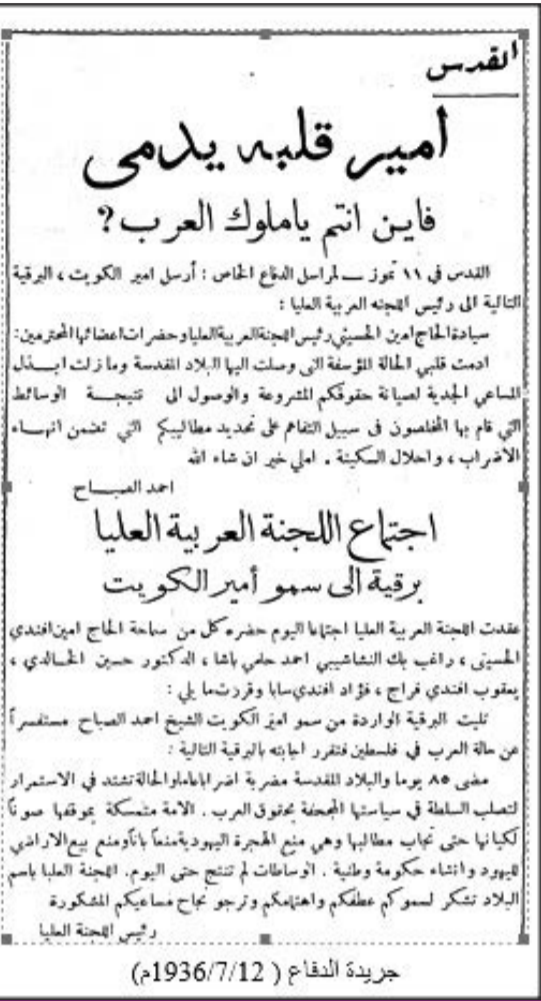 القدس
امير قلبه يدمى
فاين انتم ياملوك العرب؟
القدس في ١١ تموز — لمراسل الدفاع الخاص : أرسل امير الكويت ، البرقية
التالية الى رئيس اللجنه العربية العليا :
سيادة الحاج امين الحسيني رئيس اللجنة العربية العليا وحضرات اعضائها المحترمين:
ادمت قلبي الحالة المؤسفة التى وصلت اليها البلاد المقدسة وما زلت ابذل
المساعي الجدية لصيانة حقوقكم المشروعة والوصول الى نتيجة الوسائط
التي قام بها المخلصون فى سبيل التفاهم على تحديد مطاليبكم التي تضمن انهاء
الاضراب ، واحلال السكينة . املي خير ان شاء الله
احمد الصباح
اجتماع اللجنة العربية العليا
برقية الى سمو أمير الكويت
عقدت اللجنة العربية العليا اجتماعا اليوم حضره كل من سماحة الحاج امين افندي
الحسينى ، راغب بك النشاشيبي احمد حلمي باشا ، الدكتور حسين الخالدي ،
يعقوب افندي فراج ، فؤاد افندي سابا وقررت ما يلي :
تليت البرقية الواردة من سمو امير الكويت الشيخ احمد الصباح مستفسراً
عن حالة العرب في فلسطين فتقرر اجابته بالبرقية التالية :
مضى ٨٥ يوما والبلاد المقدسة مضربة اضرابا عاما والحالة تشتد في الاستمرار
لتصلب السلطة في سياستها المجحفة بحقوق العرب . الامة متمسكة بموقفها صوناً
لكيانها حتى تجاب مطالبها وهي منع الهجرة اليهودية منعاً باتاً ومنع بيع الاراضي
لليهود وانشاء حكومة وطنية . الوساطات لم تنتج حتى اليوم. اللجنة العليا باسم
البلاد تشكر لسموكم عطفكم واهتمامكم وترجو نجاح مساعيكم المشكورة
رئيس اللجنة العليا
جريدة الدفاع ( 1936/7/12م)